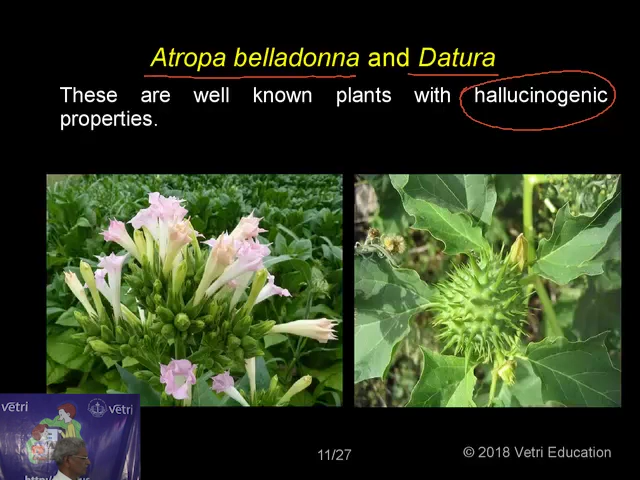 Atropa belladonna and Datura
These are well known plants with hallucinogenic
properties.
Vetri
Vetri
11/27
© 2018 Vetri Education